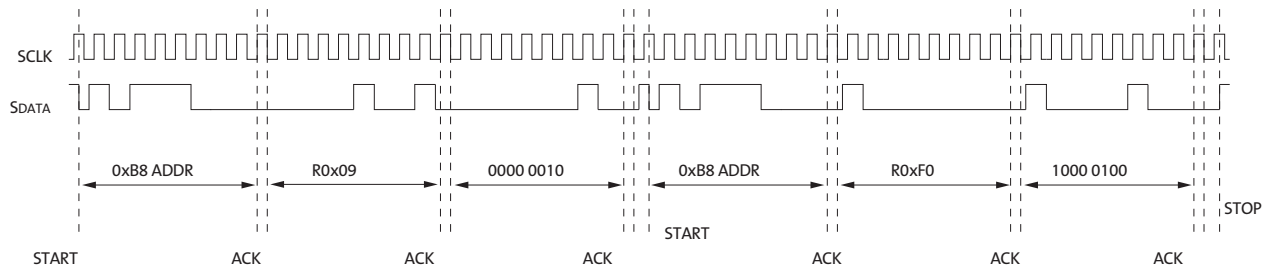 SCLK
SDATA
0xB8 ADDR R0x09 0000 0010 0xB8 ADDR R0xF0 1000 0100
STOP
START
START ACK ACK ACK ACK ACK ACK